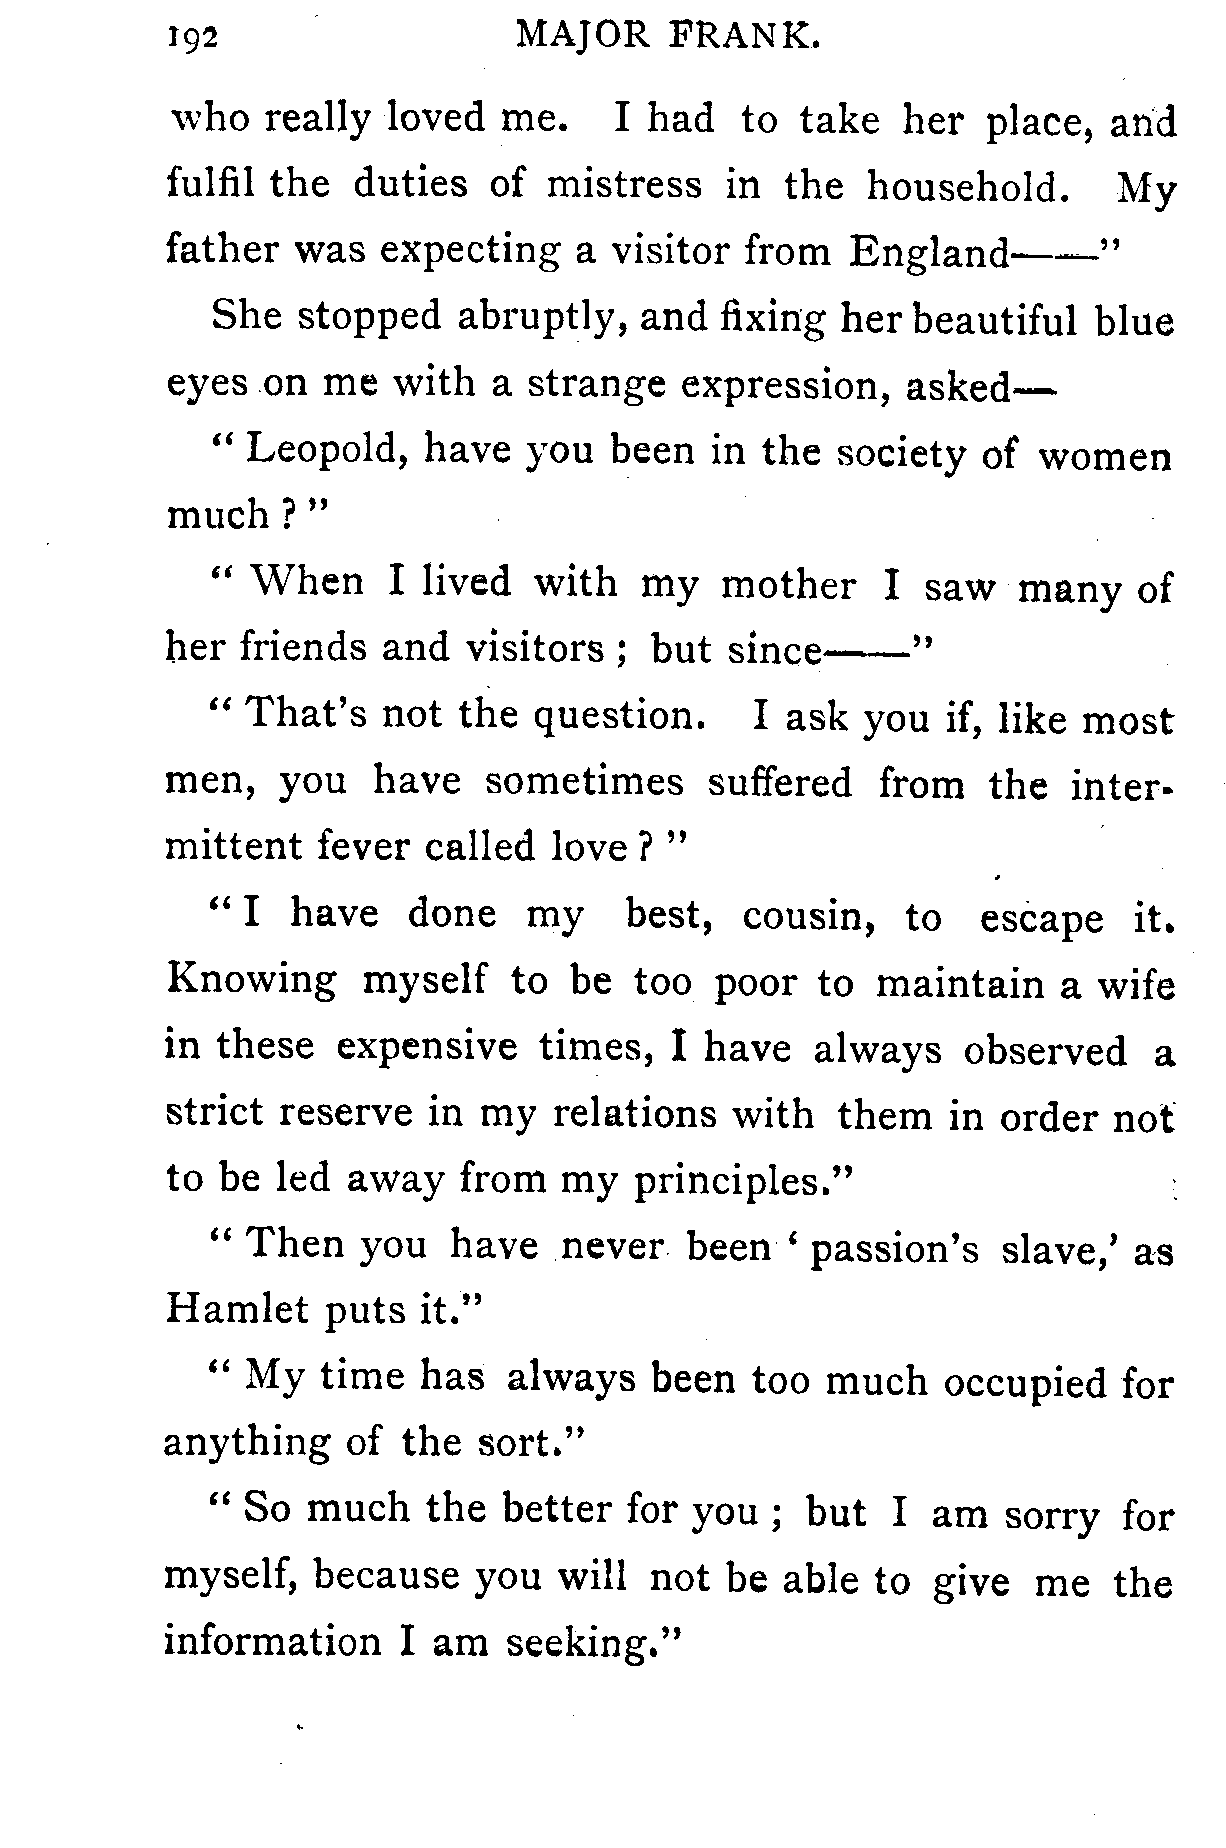 192 MAJOR FRANK.
who really loved me. I had to take her place, and
fulfil the duties of mistress in the household. My
father was expecting a visitor from England——"
She stopped abruptly, and fixing her beautiful blue
eyes on me with a strange expression, asked—
" Leopold, have you been in the society of women
much ? "
" When I lived with my mother I saw many of
her friends and visitors ; but since——"
" That's not the question. I ask you if, like most
men, you have sometimes suffered from the inter-
mittent fever called love ? "
" I have done my best, cousin, to escape it.
Knowing myself to be too poor to maintain a wife
in these expensive times, I have always observed a
strict reserve in my relations with them in order not
to be led away from my principles."
" Then you have never been ' passion's slave,' as
Hamlet puts it."
" My time has always been too much occupied for
anything of the sort."
" So much the better for you ; but I am sorry for
myself, because you will not be able to give me the
information I am seeking."